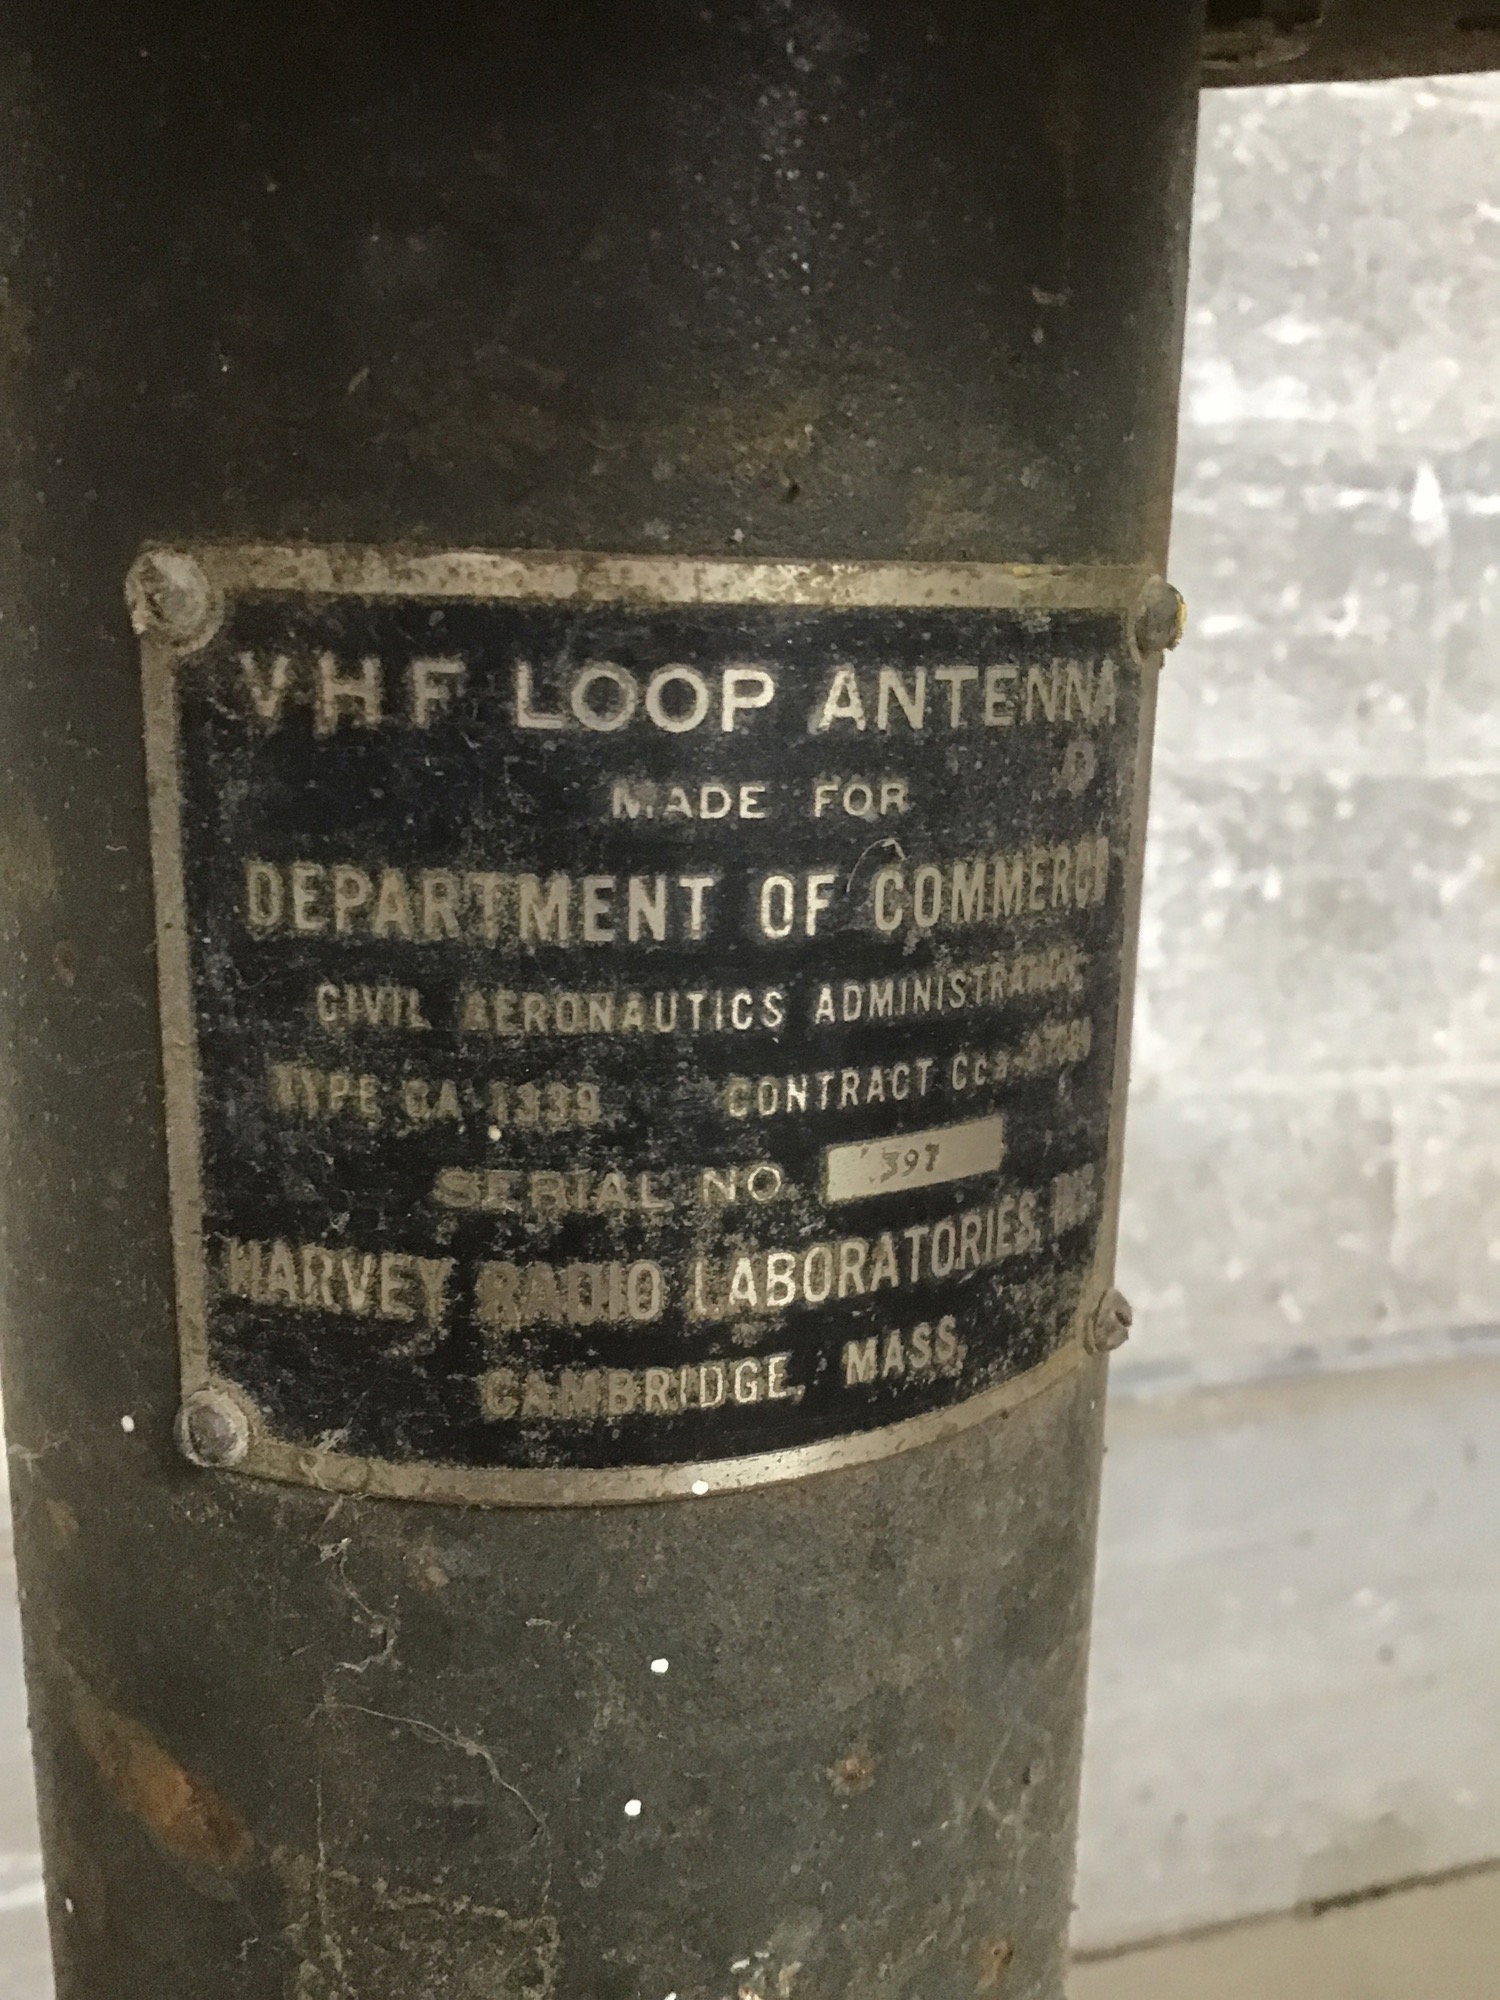 VHF LOOP ANTENNA
MADE FOR
DEPARTMENT OF COMMERCE
CIVIL AERONAUTICS ADMINISTRATION
TYPE CA-1339 CONTRACT
SERIAL NO. 397
HARVEY RADIO LABORATORIES, INC.
CAMBRIDGE, MASS.